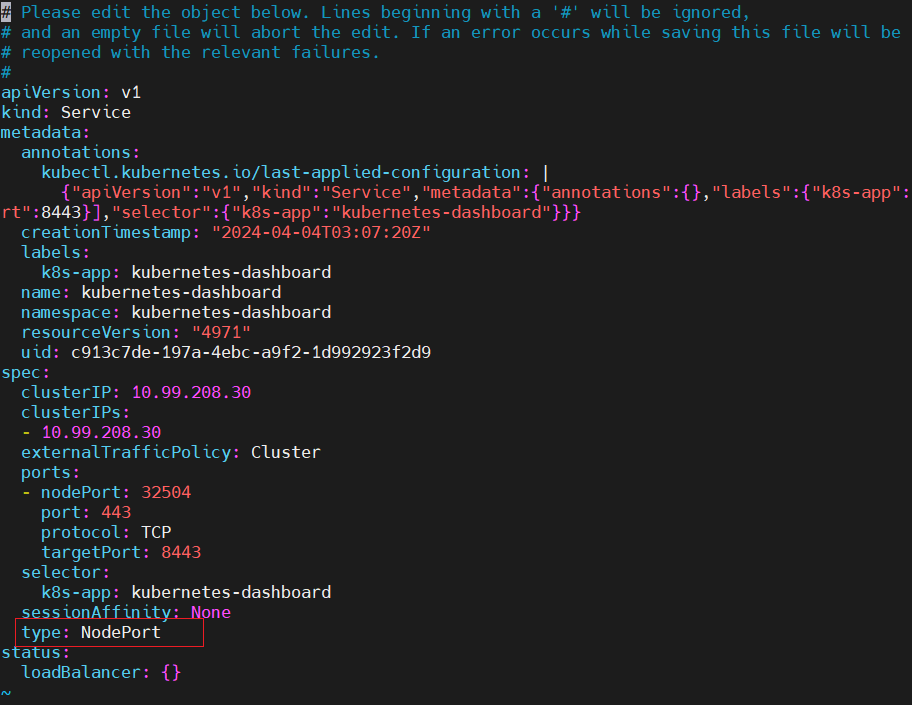 # Please edit the object below. Lines beginning with a '#' will be ignored,
# and an empty file will abort the edit. If an error occurs while saving this file will be
# reopened with the relevant failures.
#
apiVersion: v1
kind: Service
metadata:
  annotations:
    kubectl.kubernetes.io/last-applied-configuration: |
      {"apiVersion":"v1","kind":"Service","metadata":{"annotations":{},"labels":{"k8s-app":
rt":8443}],"selector":{"k8s-app":"kubernetes-dashboard"}}}
  creationTimestamp: "2024-04-04T03:07:20Z"
  labels:
    k8s-app: kubernetes-dashboard
  name: kubernetes-dashboard
  namespace: kubernetes-dashboard
  resourceVersion: "4971"
  uid: c913c7de-197a-4ebc-a9f2-1d992923f2d9
spec:
  clusterIP: 10.99.208.30
  clusterIPs:
  - 10.99.208.30
  externalTrafficPolicy: Cluster
  ports:
  - nodePort: 32504
    port: 443
    protocol: TCP
    targetPort: 8443
  selector:
    k8s-app: kubernetes-dashboard
  sessionAffinity: None
  type: NodePort
status:
  loadBalancer: {}
~